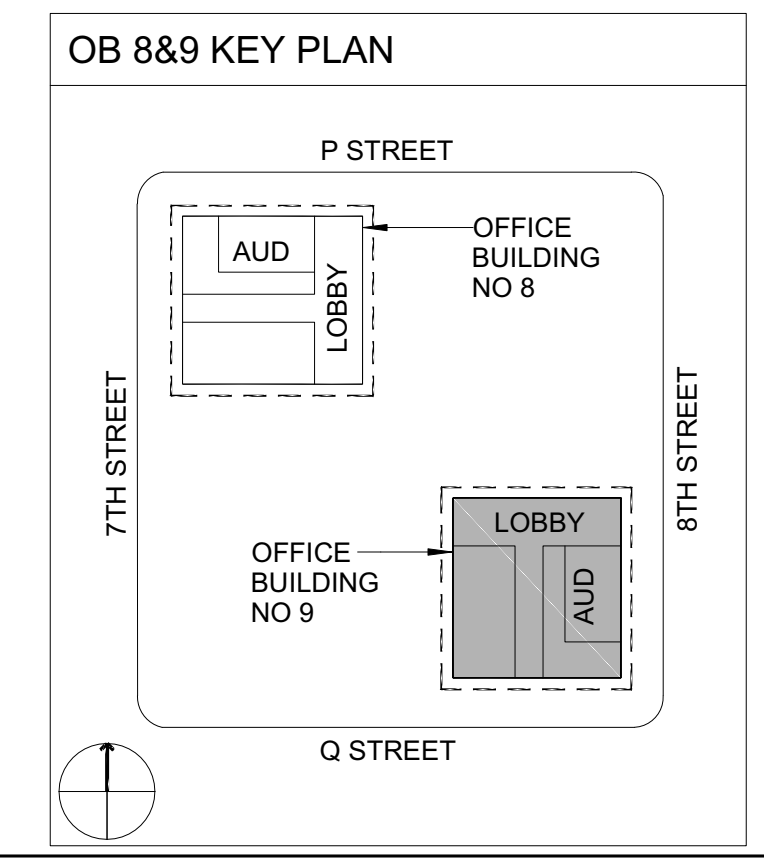 OB 8&9 KEY PLAN
P STREET
AUD
LOBBY
OFFICE
BUILDING
NO 8
7TH STREET
8TH STREET
LOBBY
AUD
OFFICE
BUILDING
NO 9
Q STREET